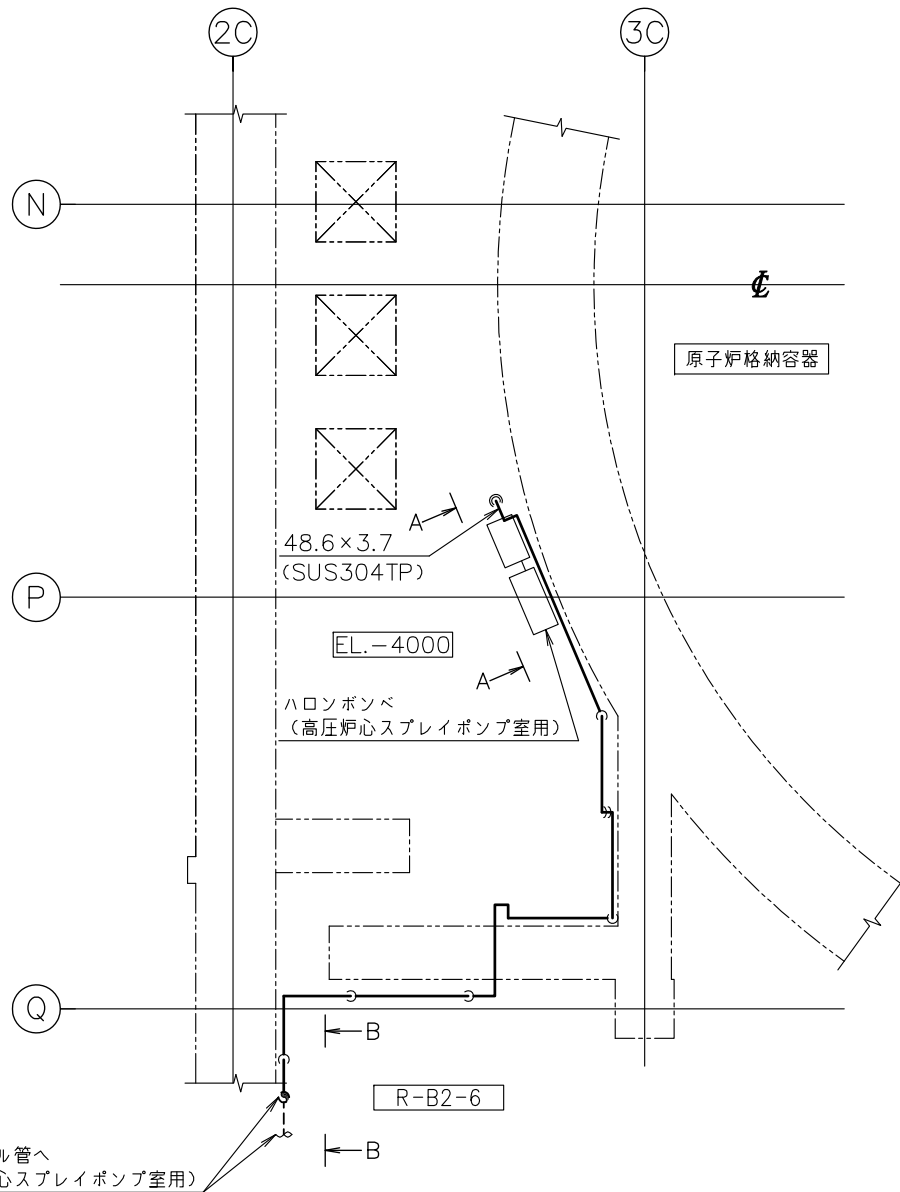 2C
3C
N
℄
原子炉格納容器
A
48.6×3.7
(SUS304TP)
P
EL.-4000
A
ハロンボンベ
(高圧炉心スプレイポンプ室用)
Q
B
R-B2-6
B
ル管へ
心スプレイポンプ室用)